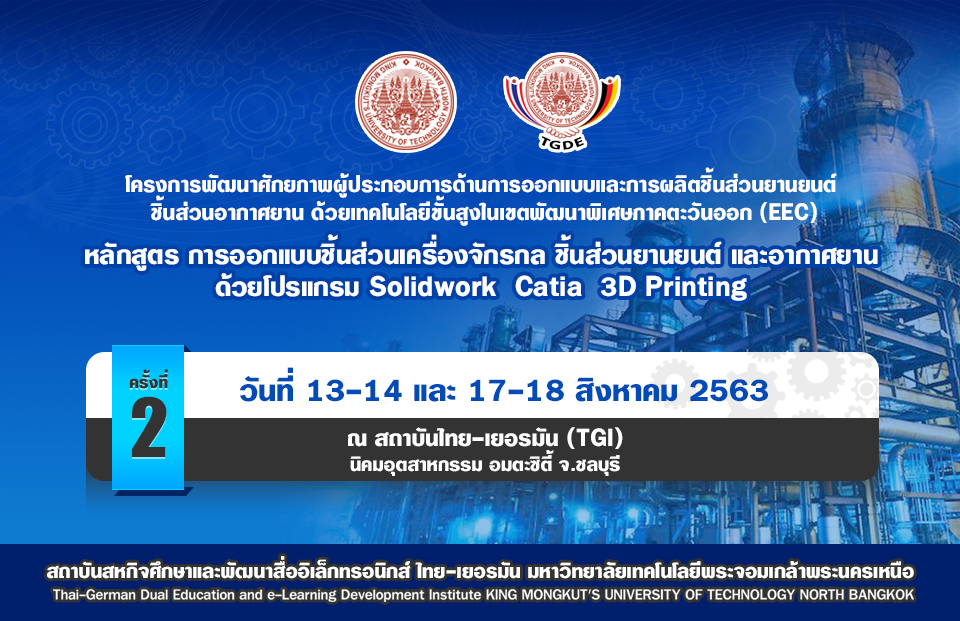 KING MONGKUT'S UNIVERSITY OF TECHNOLOGY NORTH BANGKOK
KING MONGKUT'S UNIVERSITY OF TECHNOLOGY NORTH BANGKOK
TGDE
โครงการพัฒนาศักยภาพผู้ประกอบการด้านการออกแบบและการผลิตชิ้นส่วนยานยนต์
ชิ้นส่วนอากาศยาน ด้วยเทคโนโลยีขั้นสูงในเขตพัฒนาพิเศษภาคตะวันออก (EEC)
หลักสูตร การออกแบบชิ้นส่วนเครื่องจักรกล ชิ้นส่วนยานยนต์ และอากาศยาน
ด้วยโปรแกรม Solidwork Catia 3D Printing
ครั้งที่
2
วันที่ 13-14 และ 17-18 สิงหาคม 2563
ณ สถาบันไทย-เยอรมัน (TGI)
นิคมอุตสาหกรรม อมตะซิตี้ จ.ชลบุรี
สถาบันสหกิจศึกษาและพัฒนาสื่ออิเล็กทรอนิกส์ ไทย-เยอรมัน มหาวิทยาลัยเทคโนโลยีพระจอมเกล้าพระนครเหนือ
Thai-German Dual Education and e-Learning Development Institute KING MONGKUT'S UNIVERSITY OF TECHNOLOGY NORTH BANGKOK